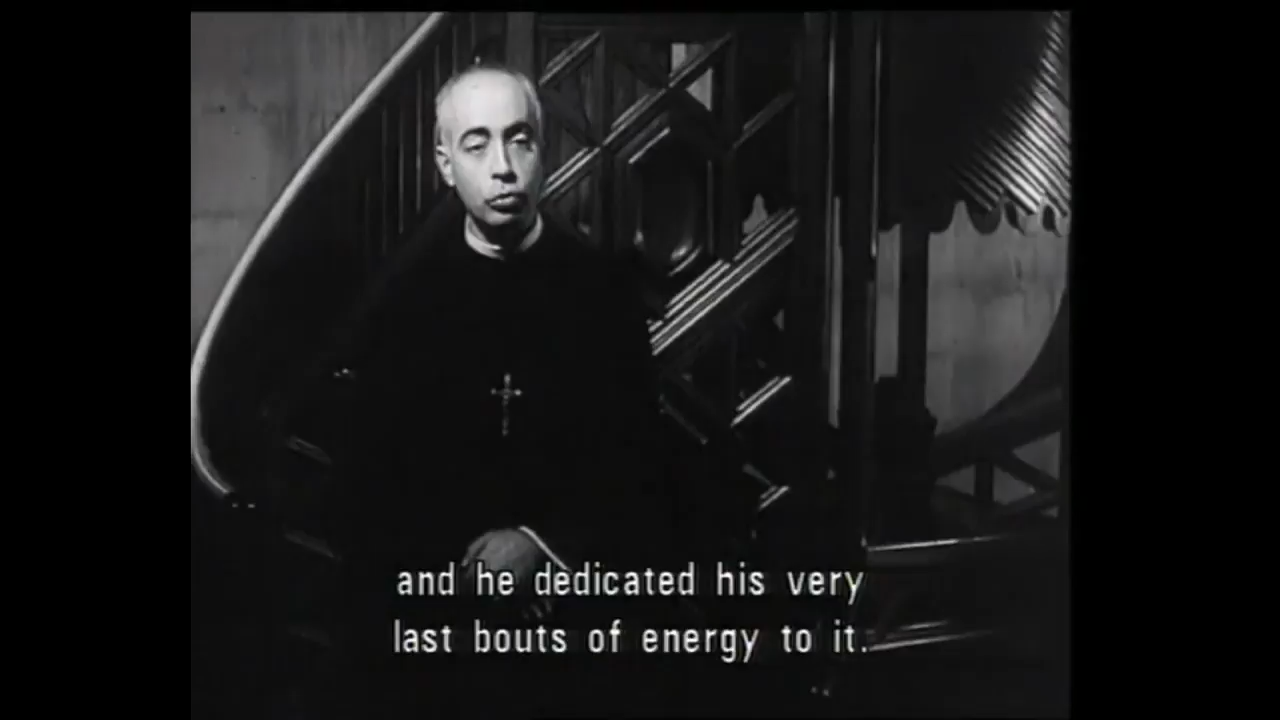 and he dedicated his very
last bouts of energy to it.